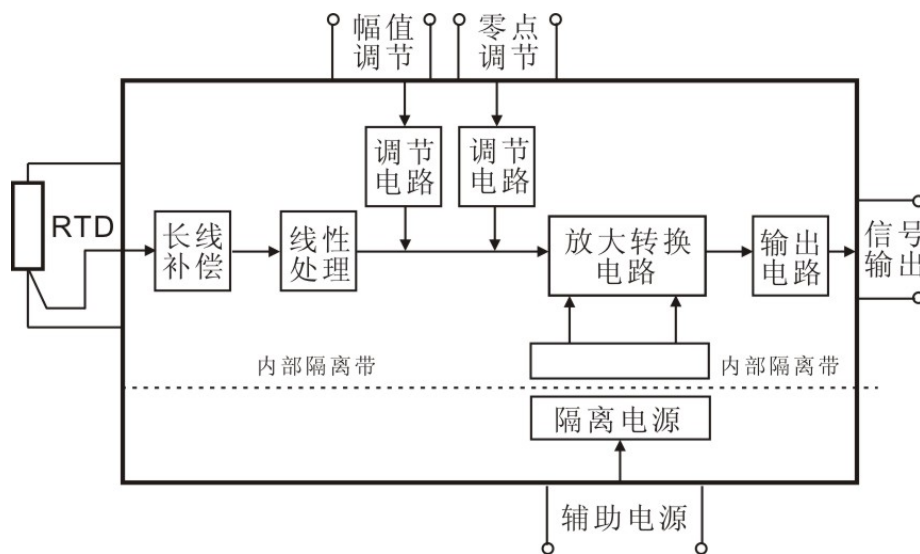 幅值
调节
零点
调节
调节
电路
调节
电路
RTD
长线
补偿
线性
处理
放大转换
电路
输出
电路
信号
输出
内部隔离带
内部隔离带
隔离电源
辅助电源